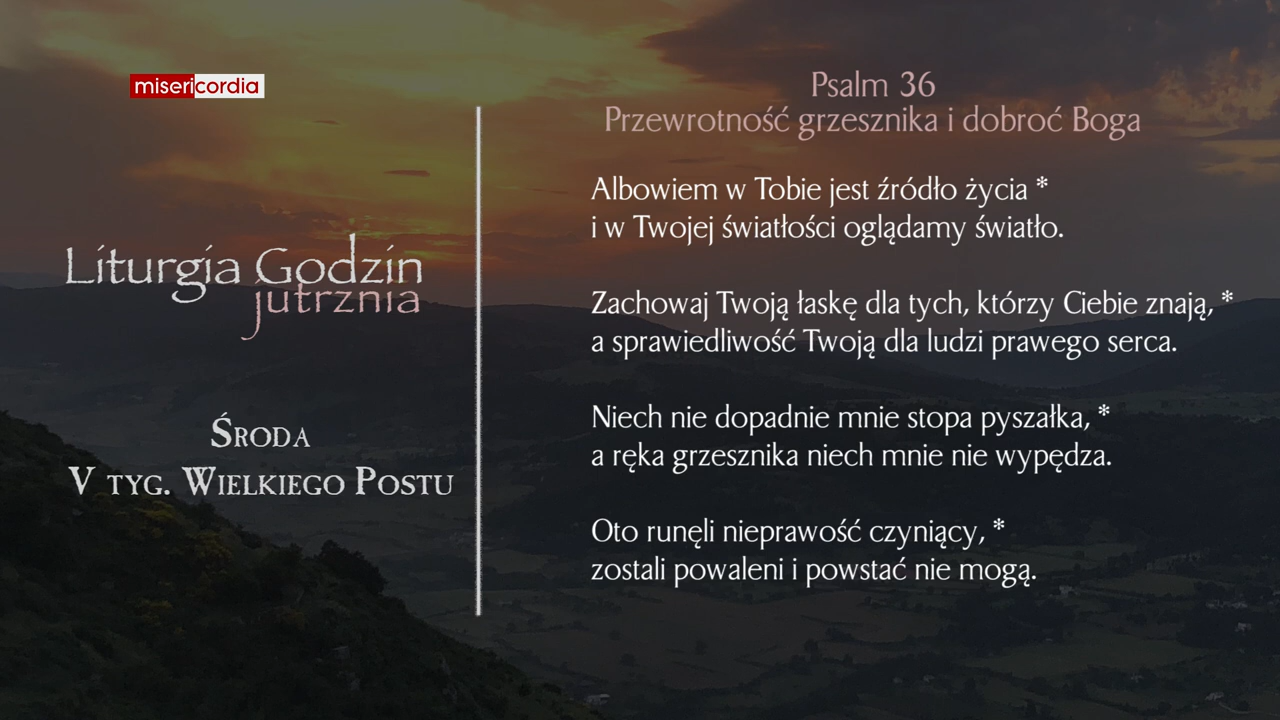 misericordia
Liturgia Godzin
jutrznia
Środa
V tyg. Wielkiego Postu
Psalm 36
Przewrotność grzesznika i dobroć Boga
Albowiem w Tobie jest źródło życia *
i w Twojej światłości oglądamy światło.
Zachowaj Twoją łaskę dla tych, którzy Ciebie znają, *
a sprawiedliwość Twoją dla ludzi prawego serca.
Niech nie dopadnie mnie stopa pyszałka, *
a ręka grzesznika niech mnie nie wypędza.
Oto runęli nieprawość czyniący, *
zostali powaleni i powstać nie mogą.